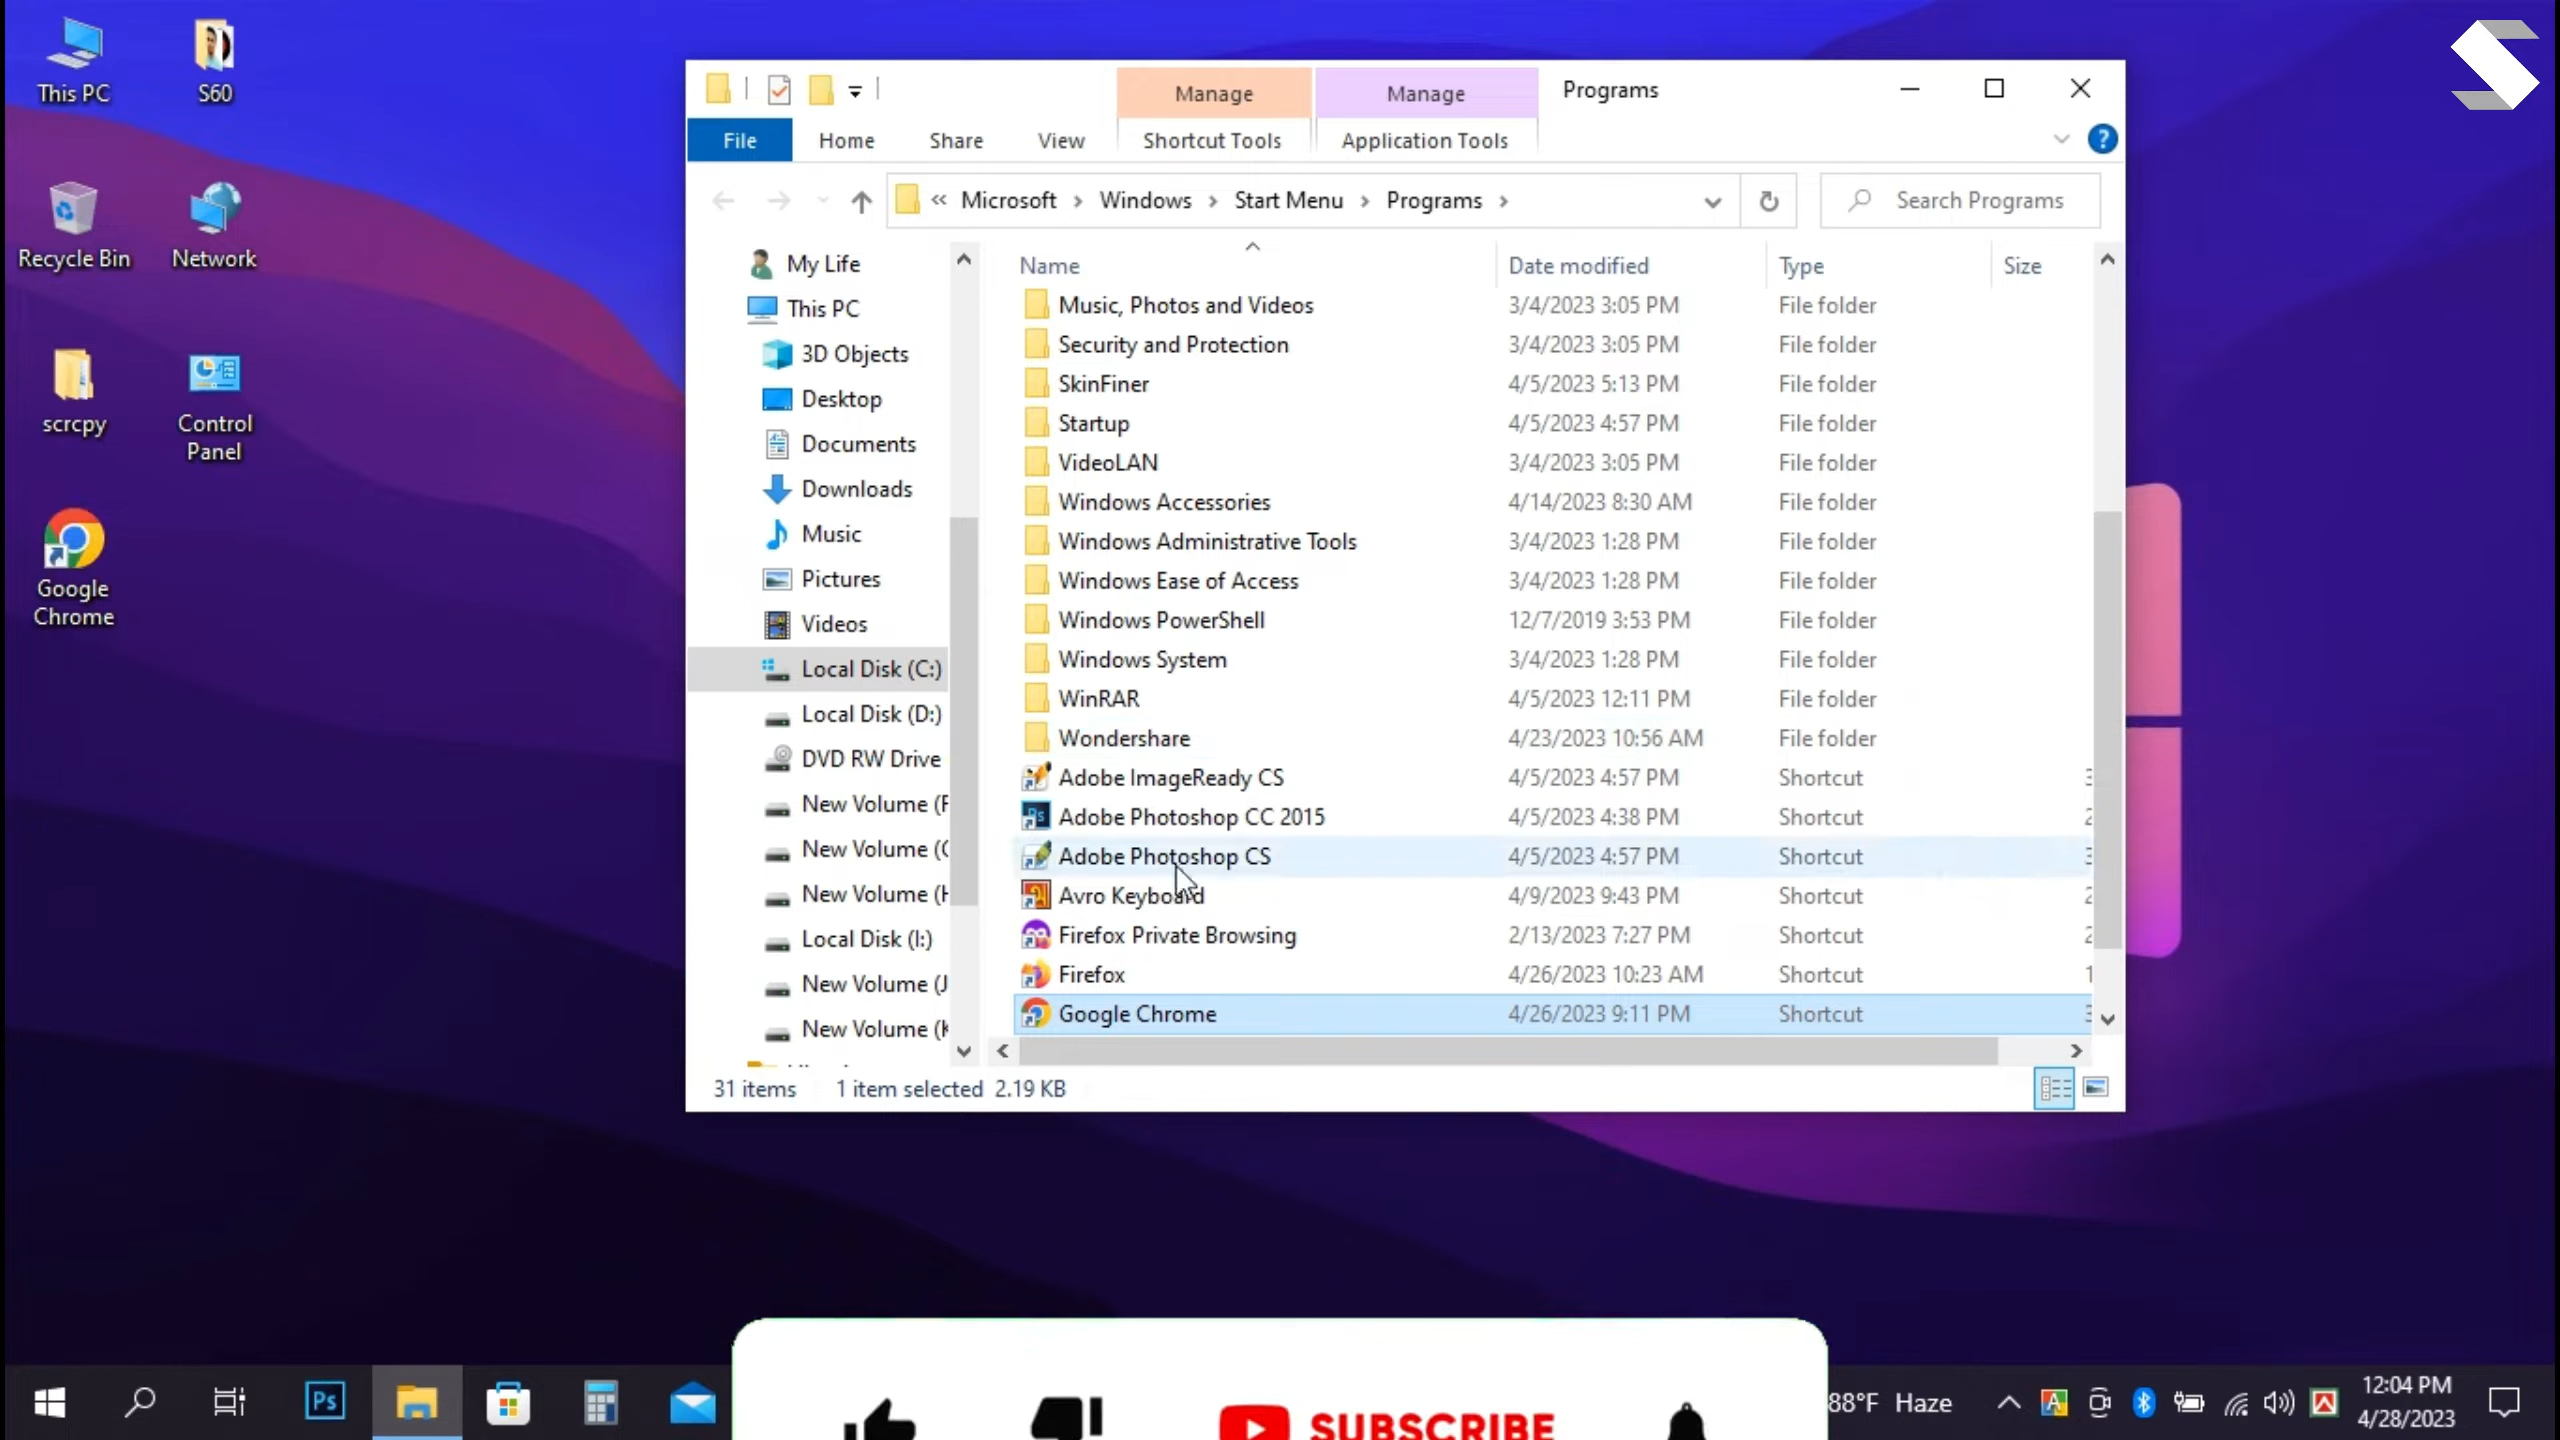 This PC
S60
Recycle Bin
Network
scrcpy
Control
Panel
Google
Chrome
Manage
Manage
Programs
File
Home
Share
View
Shortcut Tools
Application Tools
?
« Microsoft › Windows › Start Menu › Programs ›
Search Programs
My Life
This PC
3D Objects
Desktop
Documents
Downloads
Music
Pictures
Videos
Local Disk (C:)
Local Disk (D:)
DVD RW Drive
New Volume (F
New Volume (G
New Volume (H
Local Disk (I:)
New Volume (J
New Volume (K
Name Date modified Type Size
Music, Photos and Videos 3/4/2023 3:05 PM File folder
Security and Protection 3/4/2023 3:05 PM File folder
SkinFiner 4/5/2023 5:13 PM File folder
Startup 4/5/2023 4:57 PM File folder
VideoLAN 3/4/2023 3:05 PM File folder
Windows Accessories 4/14/2023 8:30 AM File folder
Windows Administrative Tools 3/4/2023 1:28 PM File folder
Windows Ease of Access 3/4/2023 1:28 PM File folder
Windows PowerShell 12/7/2019 3:53 PM File folder
Windows System 3/4/2023 1:28 PM File folder
WinRAR 4/5/2023 12:11 PM File folder
Wondershare 4/23/2023 10:56 AM File folder
Adobe ImageReady CS 4/5/2023 4:57 PM Shortcut 3
Adobe Photoshop CC 2015 4/5/2023 4:38 PM Shortcut 2
Adobe Photoshop CS 4/5/2023 4:57 PM Shortcut 3
Avro Keyboard 4/9/2023 9:43 PM Shortcut 2
Firefox Private Browsing 2/13/2023 7:27 PM Shortcut 2
Firefox 4/26/2023 10:23 AM Shortcut 1
Google Chrome 4/26/2023 9:11 PM Shortcut 3
31 items 1 item selected 2.19 KB
Ps
SUBSCRIBE
88°F Haze
A
12:04 PM
4/28/2023